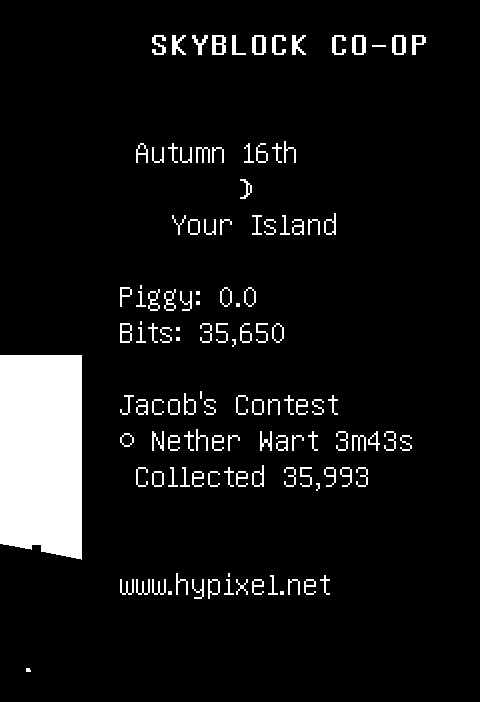 SKYBLOCK CO-OP
Autumn 16th
☽
Your Island
Piggy: 0.0
Bits: 35,650
Jacob's Contest
○ Nether Wart 3m43s
Collected 35,993
www.hypixel.net